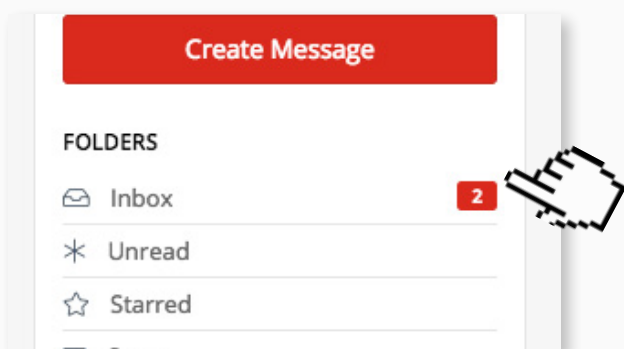 Create Message
FOLDERS
Inbox 2
Unread
Starred